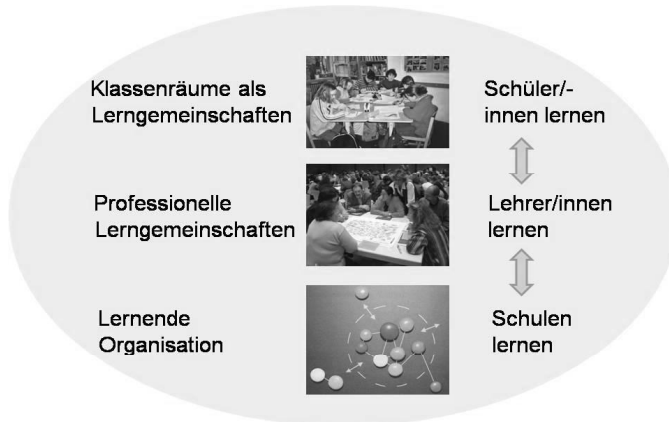 Klassenräume als
Lerngemeinschaften
Schüler/-
innen lernen
Professionelle
Lerngemeinschaften
Lehrer/innen
lernen
Lernende
Organisation
Schulen
lernen